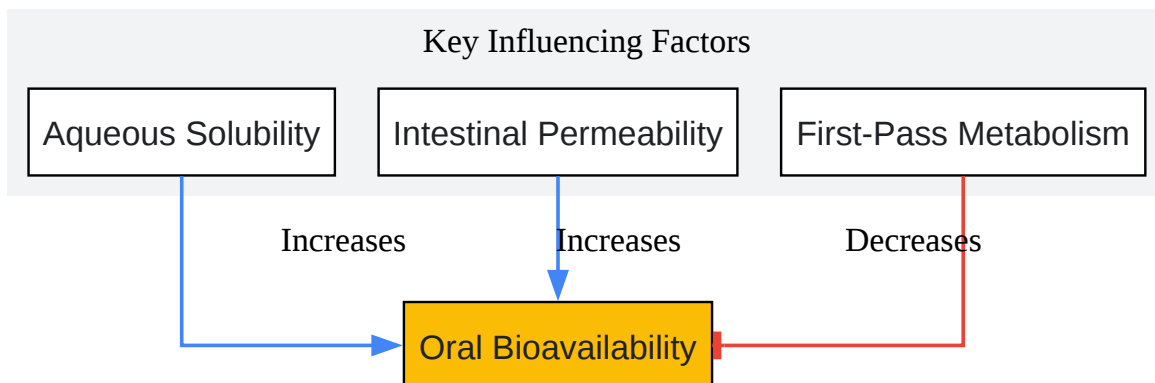 Key Influencing Factors
Aqueous Solubility
Intestinal Permeability
First-Pass Metabolism
Increases
Increases
Decreases
Oral Bioavailability